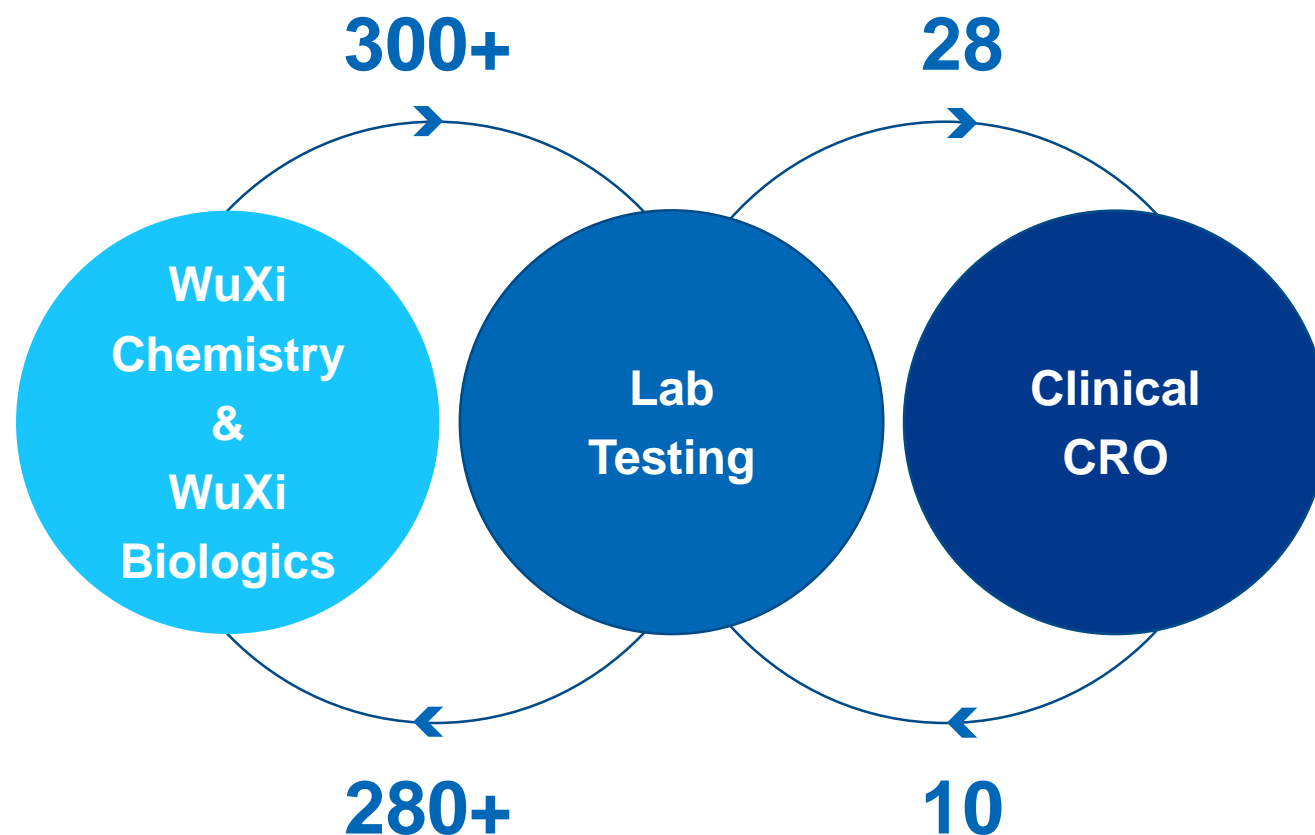 300+
28
WuXi
Chemistry
&
WuXi
Biologics
Lab
Testing
Clinical
CRO
280+
10